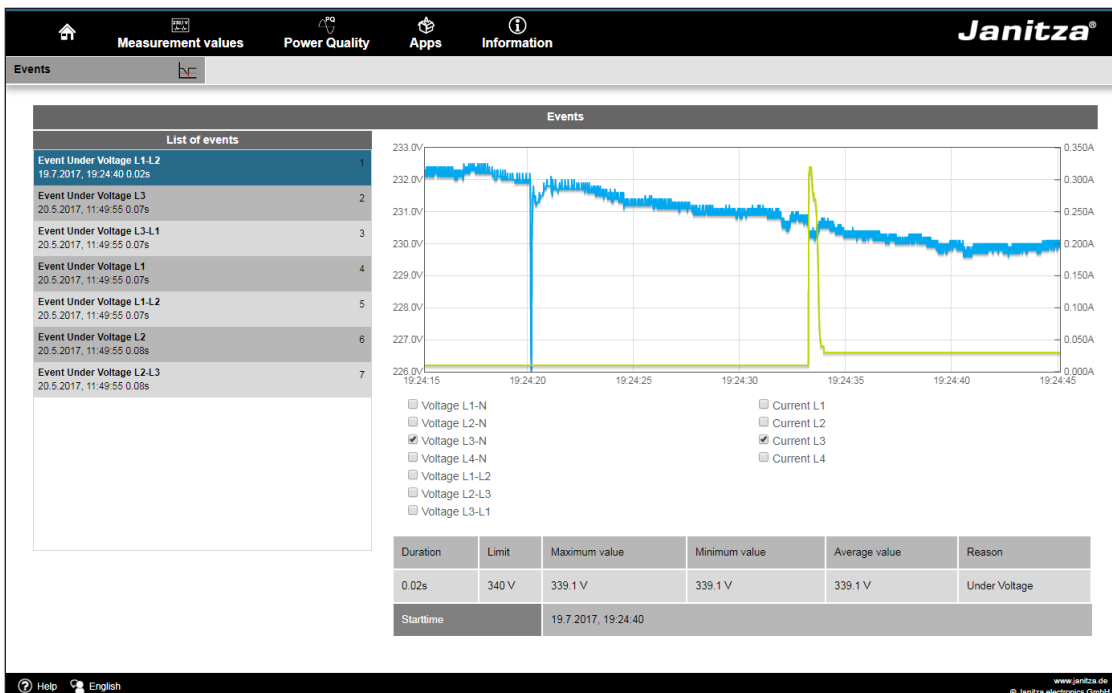 230.1 V
PQ
Measurement values
Power Quality
Apps
Information
Janitza®
Events
Events
List of events
Event Under Voltage L1-L2
1
19.7.2017, 19:24:40 0.02s
Event Under Voltage L3
2
20.5.2017, 11:49:55 0.07s
Event Under Voltage L3-L1
3
20.5.2017, 11:49:55 0.07s
Event Under Voltage L1
4
20.5.2017, 11:49:55 0.07s
Event Under Voltage L1-L2
5
20.5.2017, 11:49:55 0.07s
Event Under Voltage L2
6
20.5.2017, 11:49:55 0.08s
Event Under Voltage L2-L3
7
20.5.2017, 11:49:55 0.08s
233.0V
232.0V
231.0V
230.0V
229.0V
228.0V
227.0V
226.0V
0.350A
0.300A
0.250A
0.200A
0.150A
0.100A
0.050A
0.000A
19:24:15 19:24:20 19:24:25 19:24:30 19:24:35 19:24:40 19:24:45
Voltage L1-N
Voltage L2-N
Voltage L3-N
Voltage L4-N
Voltage L1-L2
Voltage L2-L3
Voltage L3-L1
Current L1
Current L2
Current L3
Current L4
Duration Limit Maximum value Minimum value Average value Reason
0.02s 340 V 339.1 V 339.1 V 339.1 V Under Voltage
Starttime 19.7.2017, 19:24:40
Help English
www.janitza.de
© Janitza electronics GmbH